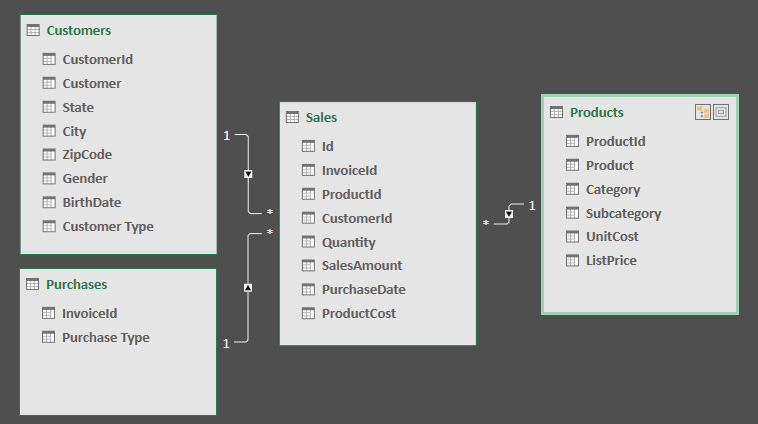 Customers
CustomerId
Customer
State
City
ZipCode
Gender
BirthDate
Customer Type
Purchases
InvoiceId
Purchase Type
1
*
*
1
Sales
Id
InvoiceId
ProductId
CustomerId
Quantity
SalesAmount
PurchaseDate
ProductCost
*
1
Products
ProductId
Product
Category
Subcategory
UnitCost
ListPrice